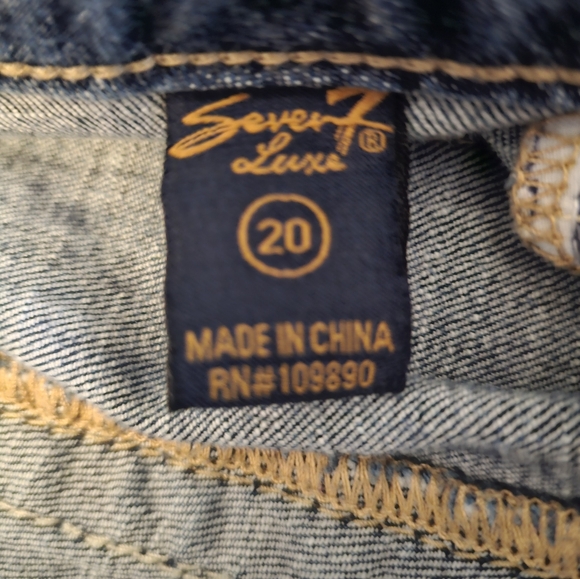 Seven7®
Luxe
20
MADE IN CHINA
RN#109890